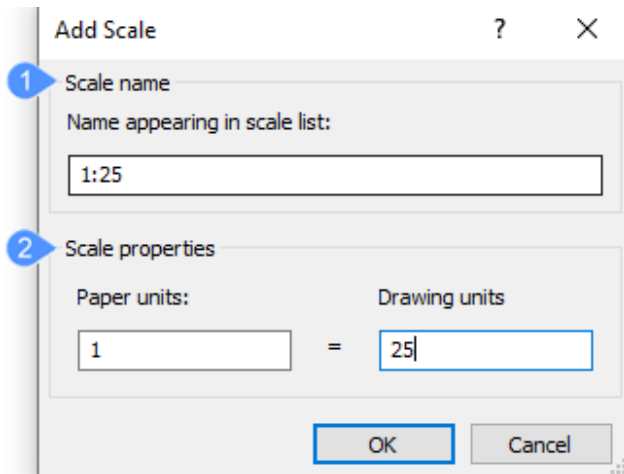 Add Scale ? ×
1 Scale name
Name appearing in scale list:
1:25
2 Scale properties
Paper units: Drawing units
1 = 25
OK Cancel